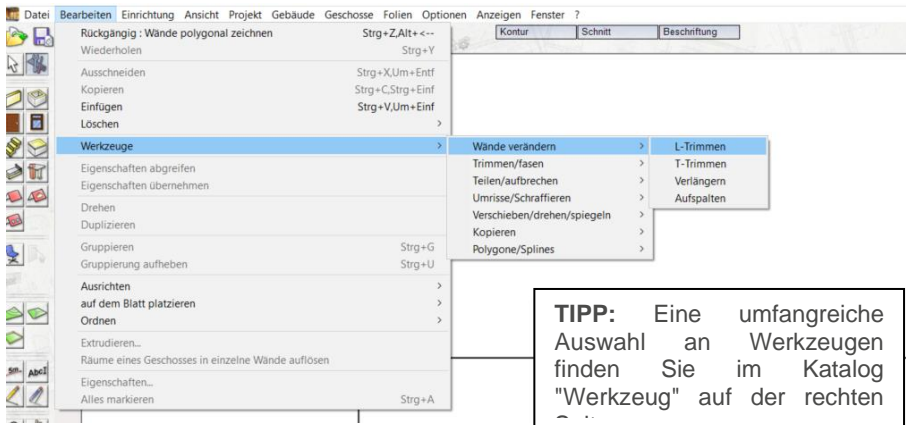 Datei Bearbeiten Einrichtung Ansicht Projekt Gebäude Geschosse Folien Optionen Anzeigen Fenster ?
Kontur Schnitt Beschriftung
Rückgängig : Wände polygonal zeichnen Strg+Z,Alt+<--
Wiederholen Strg+Y
Ausschneiden Strg+X,Um+Entf
Kopieren Strg+C,Strg+Einf
Einfügen Strg+V,Um+Einf
Löschen >
Werkzeuge >
Eigenschaften abgreifen
Eigenschaften übernehmen
Drehen
Duplizieren
Gruppieren Strg+G
Gruppierung aufheben Strg+U
Ausrichten >
auf dem Blatt platzieren >
Ordnen >
Extrudieren...
Räume eines Geschosses in einzelne Wände auflösen
Eigenschaften...
Alles markieren Strg+A
Wände verändern >
Trimmen/fasen >
Teilen/aufbrechen >
Umrisse/Schraffieren >
Verschieben/drehen/spiegeln >
Kopieren >
Polygone/Splines >
L-Trimmen
T-Trimmen
Verlängern
Aufspalten
TIPP: Eine umfangreiche
Auswahl an Werkzeugen
finden Sie im Katalog
"Werkzeug" auf der rechten
Sm. AbcI